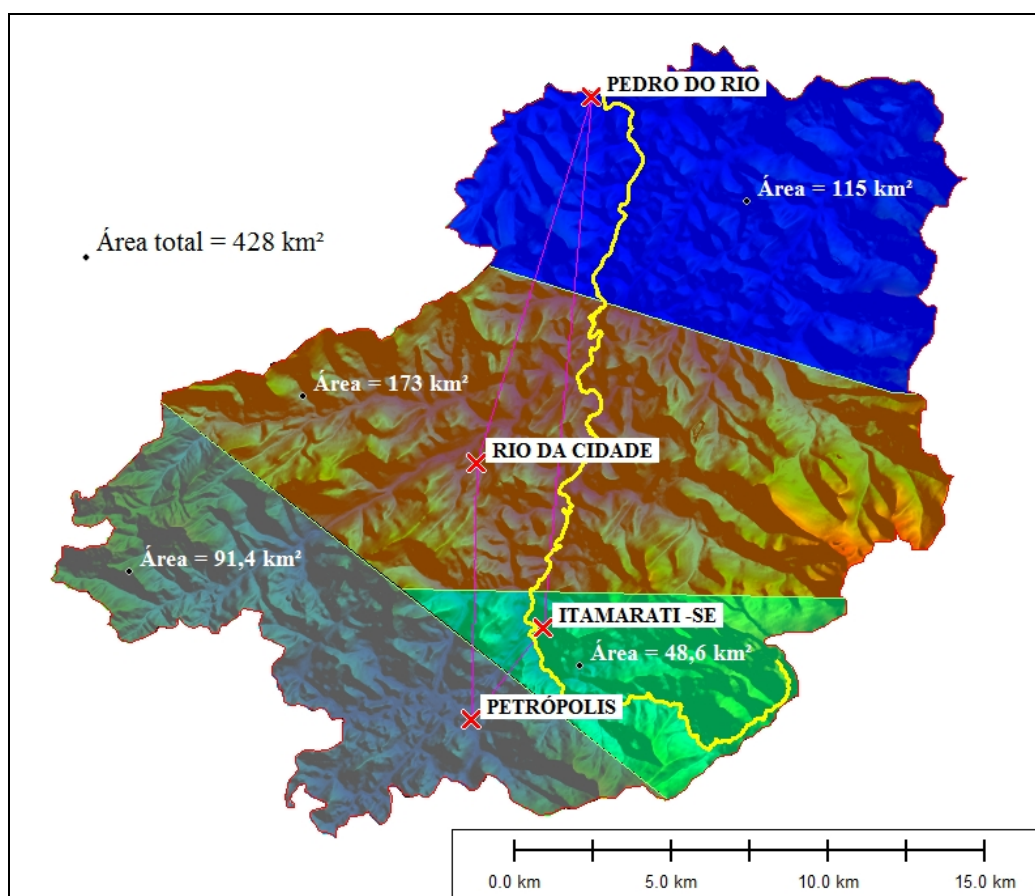 PEDRO DO RIO
Área = 115 km²
Área total = 428 km²
Área = 173 km²
RIO DA CIDADE
Área = 91,4 km²
ITAMARATI -SE
Área = 48,6 km²
PETRÓPOLIS
0.0 km 5.0 km 10.0 km 15.0 km